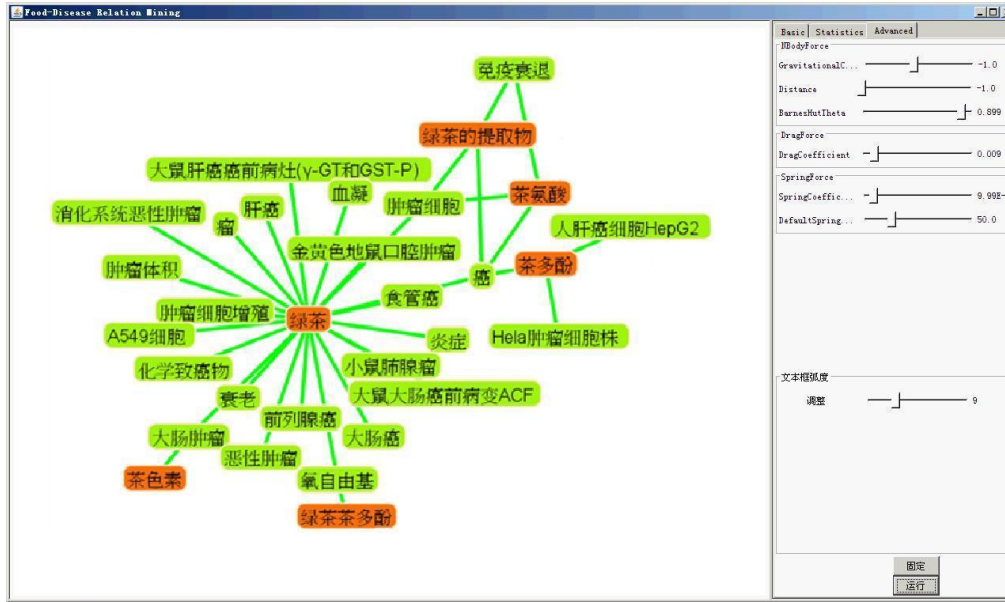 Food-Disease Relation Mining
免疫衰退
绿茶的提取物
大鼠肝癌癌前病灶(γ-GT和GST-P)
血凝
肿瘤细胞
茶氨酸
消化系统恶性肿瘤
肝癌
瘤
人肝癌细胞HepG2
金黄色地鼠口腔肿瘤
肿瘤体积
癌
茶多酚
食管癌
肿瘤细胞增殖
绿茶
A549细胞
炎症
Hela肿瘤细胞株
化学致癌物
小鼠肺腺瘤
衰老
大鼠大肠癌前病变ACF
前列腺癌
大肠肿瘤
大肠癌
恶性肿瘤
茶色素
氧自由基
绿茶茶多酚
Basic Statistics Advanced
NBodyForce
GravitationalC... -1.0
Distance -1.0
BarnesHutTheta 0.899
DragForce
DragCoefficient 0.009
SpringForce
SpringCoeffic... 9.99E-
DefaultSpring... 50.0
文本框弧度
调整 9
固定
运行